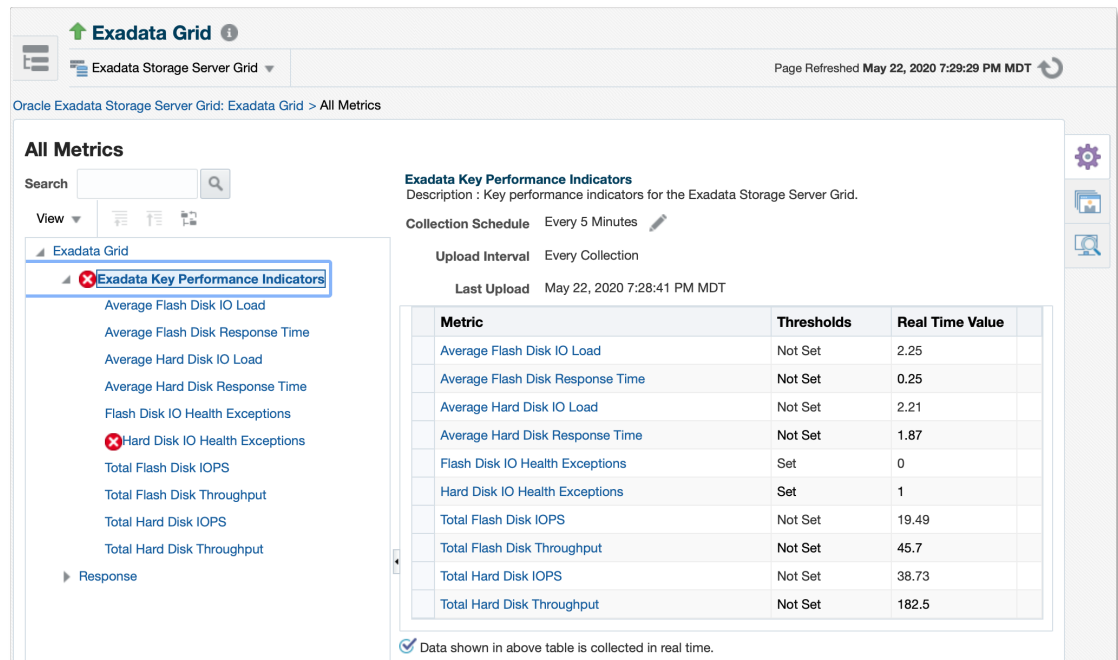 Exadata Grid
Exadata Storage Server Grid
Page Refreshed May 22, 2020 7:29:29 PM MDT
Oracle Exadata Storage Server Grid: Exadata Grid > All Metrics
All Metrics
Search
View
Exadata Grid
Exadata Key Performance Indicators
Average Flash Disk IO Load
Average Flash Disk Response Time
Average Hard Disk IO Load
Average Hard Disk Response Time
Flash Disk IO Health Exceptions
Hard Disk IO Health Exceptions
Total Flash Disk IOPS
Total Flash Disk Throughput
Total Hard Disk IOPS
Total Hard Disk Throughput
Response
Exadata Key Performance Indicators
Description : Key performance indicators for the Exadata Storage Server Grid.
Collection Schedule Every 5 Minutes
Upload Interval Every Collection
Last Upload May 22, 2020 7:28:41 PM MDT
Metric Thresholds Real Time Value
Average Flash Disk IO Load Not Set 2.25
Average Flash Disk Response Time Not Set 0.25
Average Hard Disk IO Load Not Set 2.21
Average Hard Disk Response Time Not Set 1.87
Flash Disk IO Health Exceptions Set 0
Hard Disk IO Health Exceptions Set 1
Total Flash Disk IOPS Not Set 19.49
Total Flash Disk Throughput Not Set 45.7
Total Hard Disk IOPS Not Set 38.73
Total Hard Disk Throughput Not Set 182.5
Data shown in above table is collected in real time.